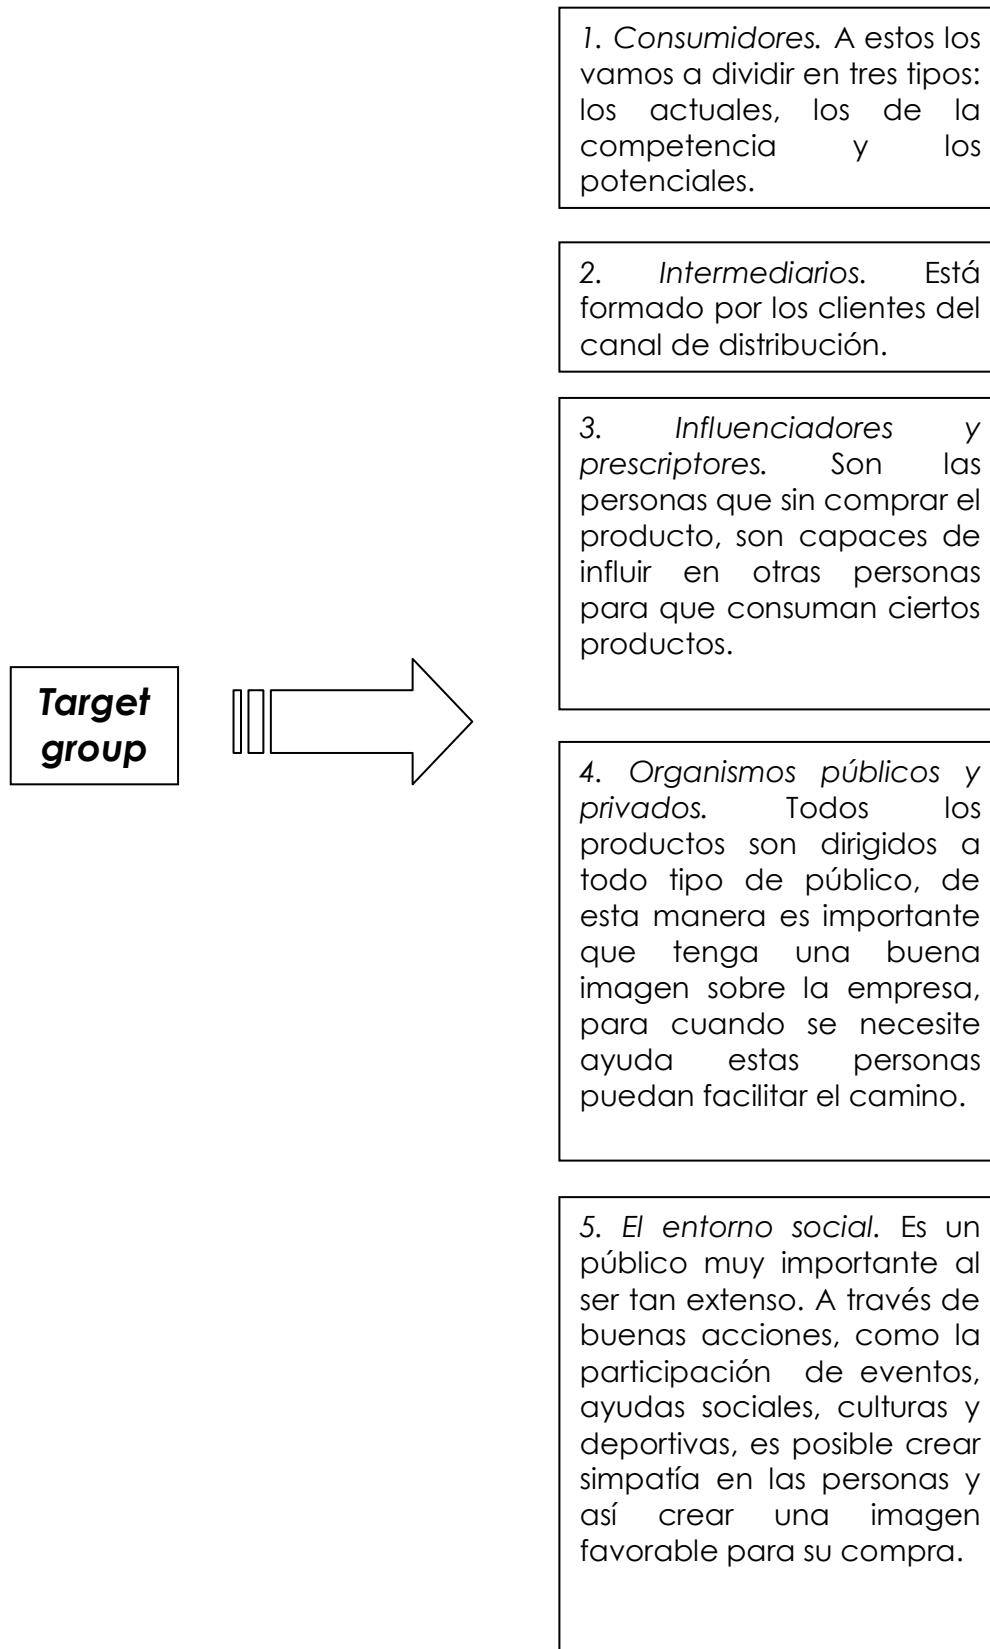 1. Consumidores. A estos los
vamos a dividir en tres tipos:
los actuales, los de la
competencia y los
potenciales.
2. Intermediarios. Está
formado por los clientes del
canal de distribución.
3. Influenciadores y
prescriptores. Son las
personas que sin comprar el
producto, son capaces de
influir en otras personas
para que consuman ciertos
productos.
Target
group
4. Organismos públicos y
privados. Todos los
productos son dirigidos a
todo tipo de público, de
esta manera es importante
que tenga una buena
imagen sobre la empresa,
para cuando se necesite
ayuda estas personas
puedan facilitar el camino.
5. El entorno social. Es un
público muy importante al
ser tan extenso. A través de
buenas acciones, como la
participación de eventos,
ayudas sociales, culturas y
deportivas, es posible crear
simpatía en las personas y
así crear una imagen
favorable para su compra.